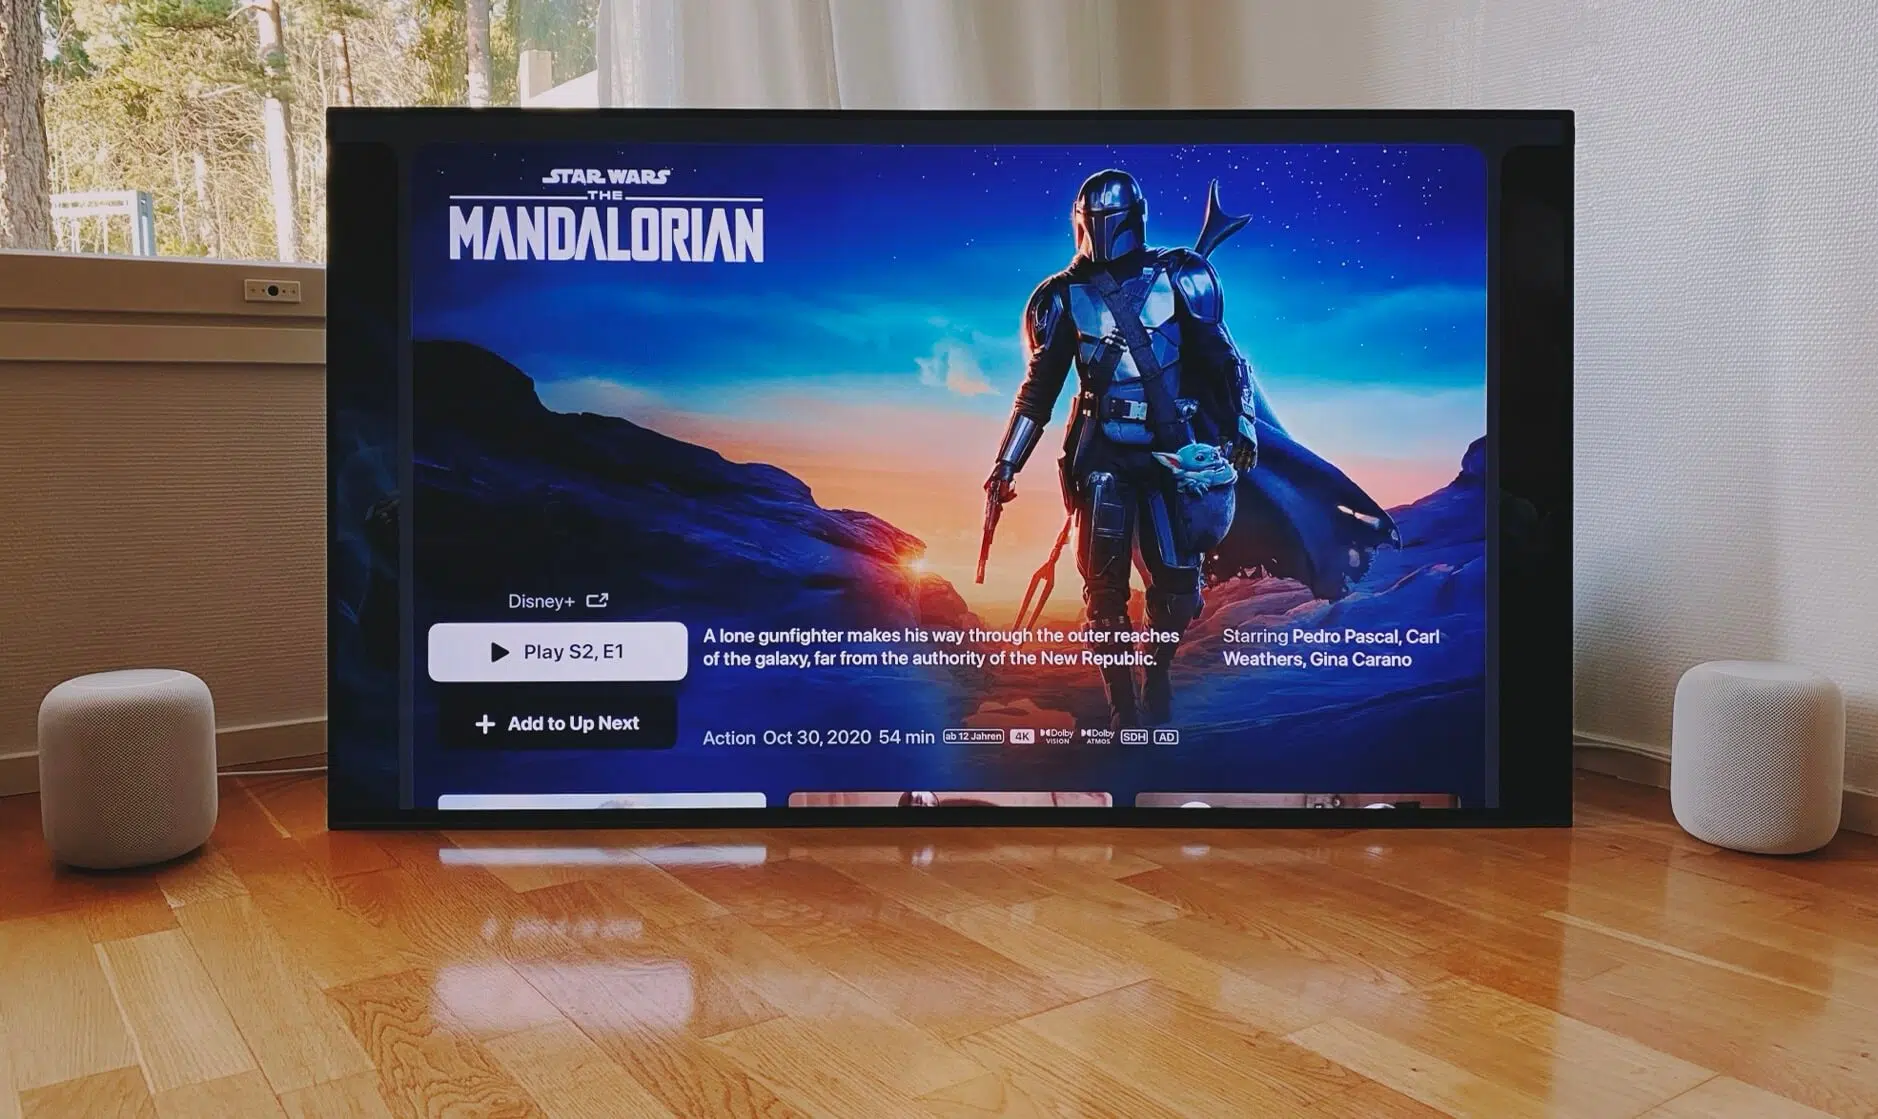 STAR WARS
THE
MANDALORIAN
Disney+
Play S2, E1
Add to Up Next
A lone gunfighter makes his way through the outer reaches
of the galaxy, far from the authority of the New Republic.
Starring Pedro Pascal, Carl
Weathers, Gina Carano
Action Oct 30, 2020 54 min ab 12 Jahren 4K Dolby VISION Dolby ATMOS SDH AD